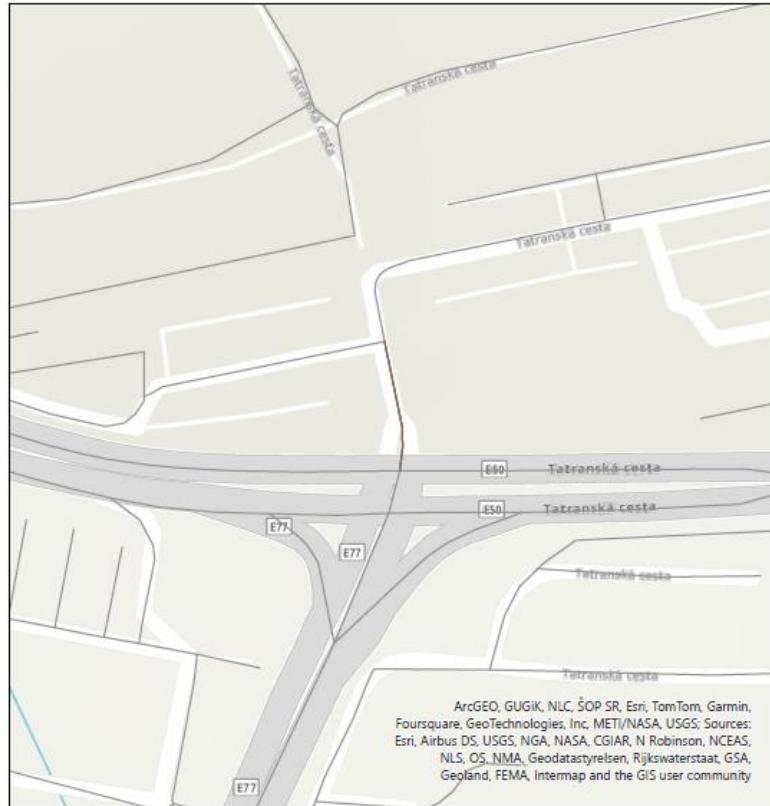 Tatranská cesta
Tatranská cesta
Tatranská cesta
E50 Tatranská cesta
E50 Tatranská cesta
E77
E77
Tatranská cesta
Tatranská cesta
ArcGEO, GUGiK, NLC, ŠOP SR, Esri, TomTom, Garmin,
Foursquare, GeoTechnologies, Inc, METI/NASA, USGS; Sources:
Esri, Airbus DS, USGS, NGA, NASA, CGIAR, N Robinson, NCEAS,
NLS, OS, NMA, Geodatastyrelsen, Rijkswaterstaat, GSA,
Geoland, FEMA, Intermap and the GIS user community
E77